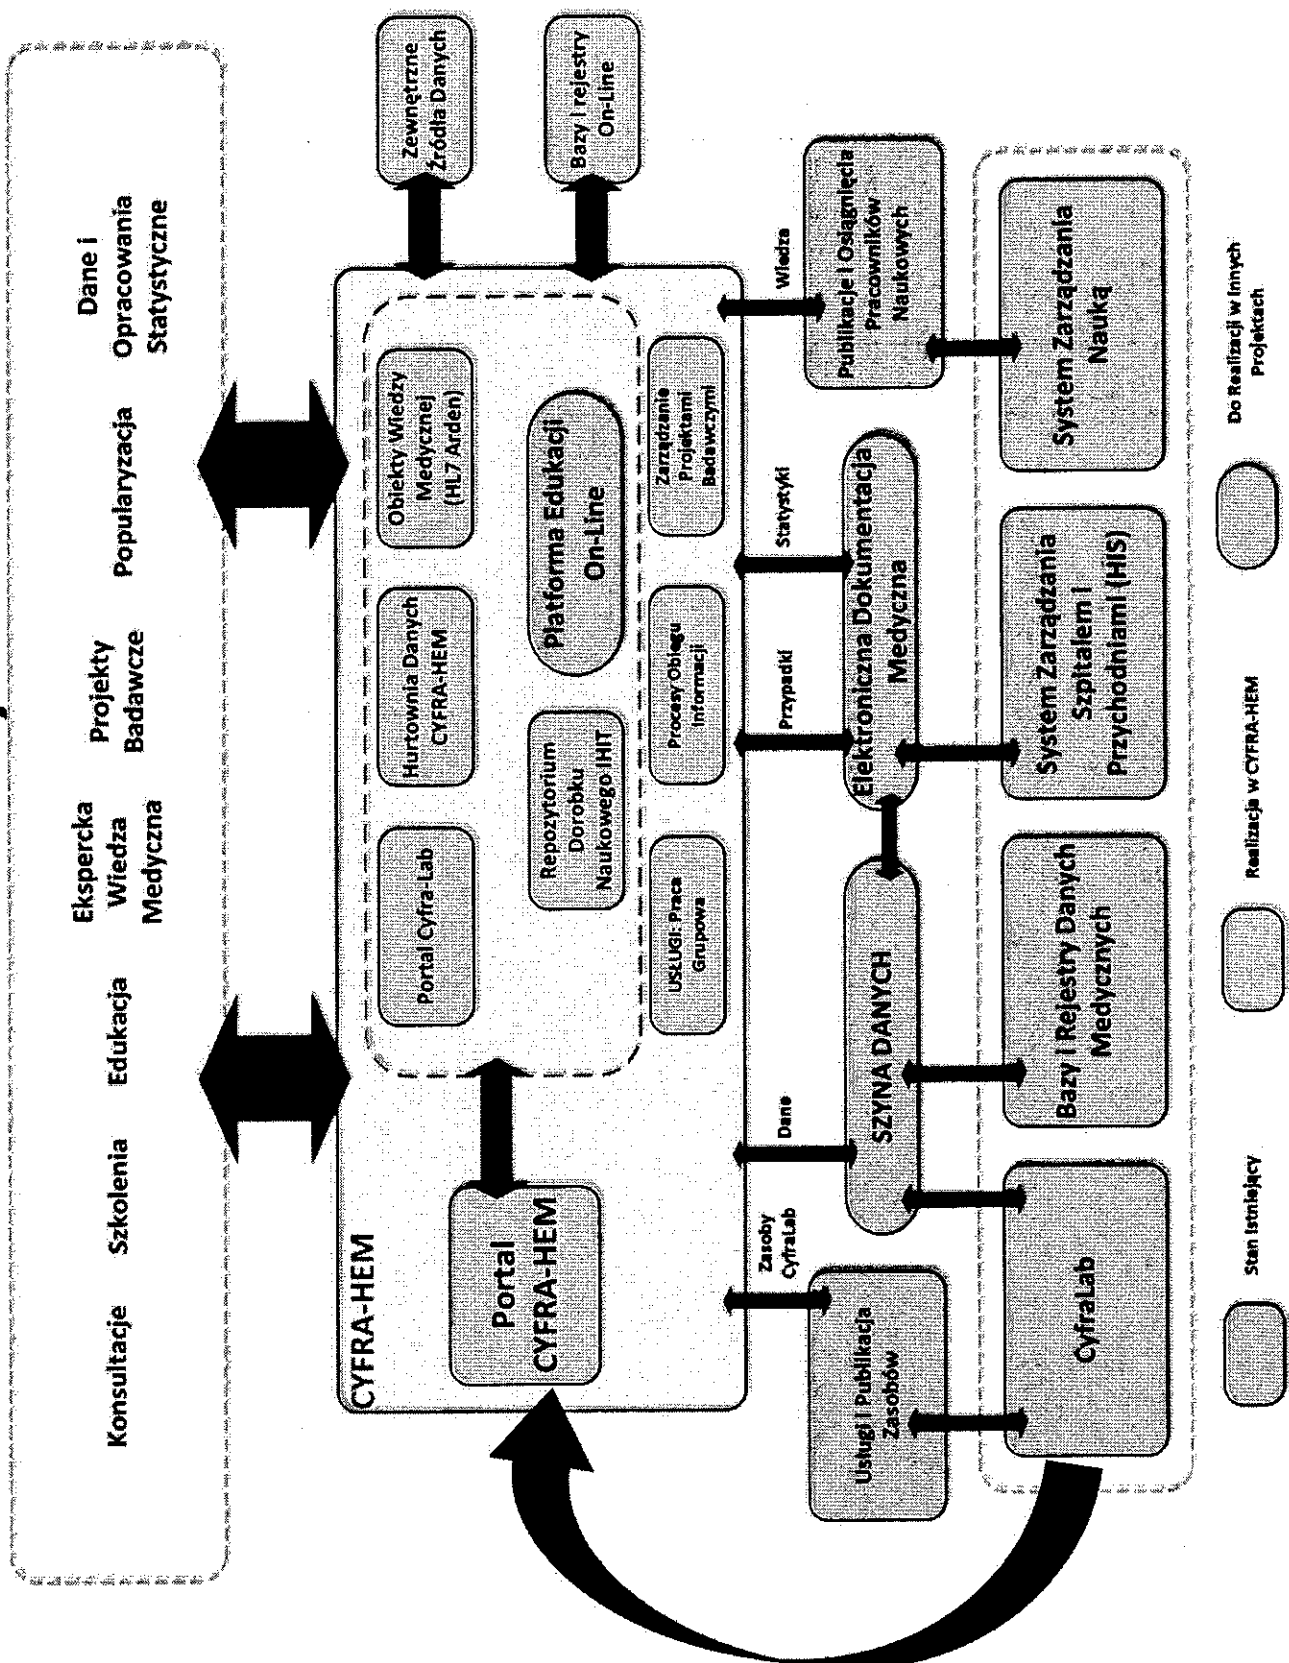 Konsultacje
Szkolenia
Edukacja
Ekspercka
Wiedza
Medyczna
Projekty
Badawcze
Popularyzacja
Dane i
Opracowania
Statystyczne
CYFRA-HEM
Portal
CYFRA-HEM
Portal Cyfra-Lab
Hurtownia Danych
CYFRA-HEM
Obiekty Wiedzy
Medycznej
(HL7 Arden)
Repozytorium
Dorobku
Naukowego IHIT
Platforma Edukacji
On-Line
USŁUGI: Praca
Grupowa
Procesy Obiegu
Informacji
Zarządzanie
Projektami
Badawczymi
Zewnętrzne
Źródła Danych
Bazy i rejestry
On-Line
Zasoby
CyfraLab
Dane
Przypadki
Statystyki
Wiedza
Usługi i Publikacja
Zasobów
SZYNA DANYCH
Elektroniczna Dokumentacja
Medyczna
Publikacje i Osiągnięcia
Pracowników
Naukowych
CyfraLab
Bazy i Rejestry Danych
Medycznych
System Zarządzania
Szpitalem i
Przychodniami (HIS)
System Zarządzania
Nauką
Stan Istniejący
Realizacja w CYFRA-HEM
Do Realizacji w Innych
Projektach